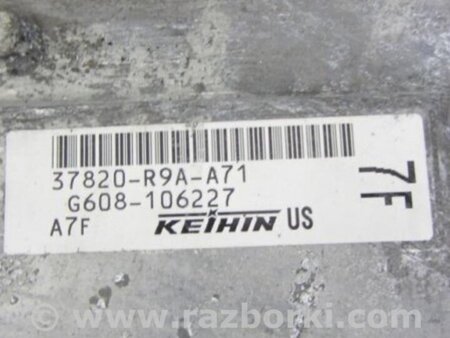 37820-R9A-A71
G608-106227
A7F KEIHIN US
7F
© www.razborki.com